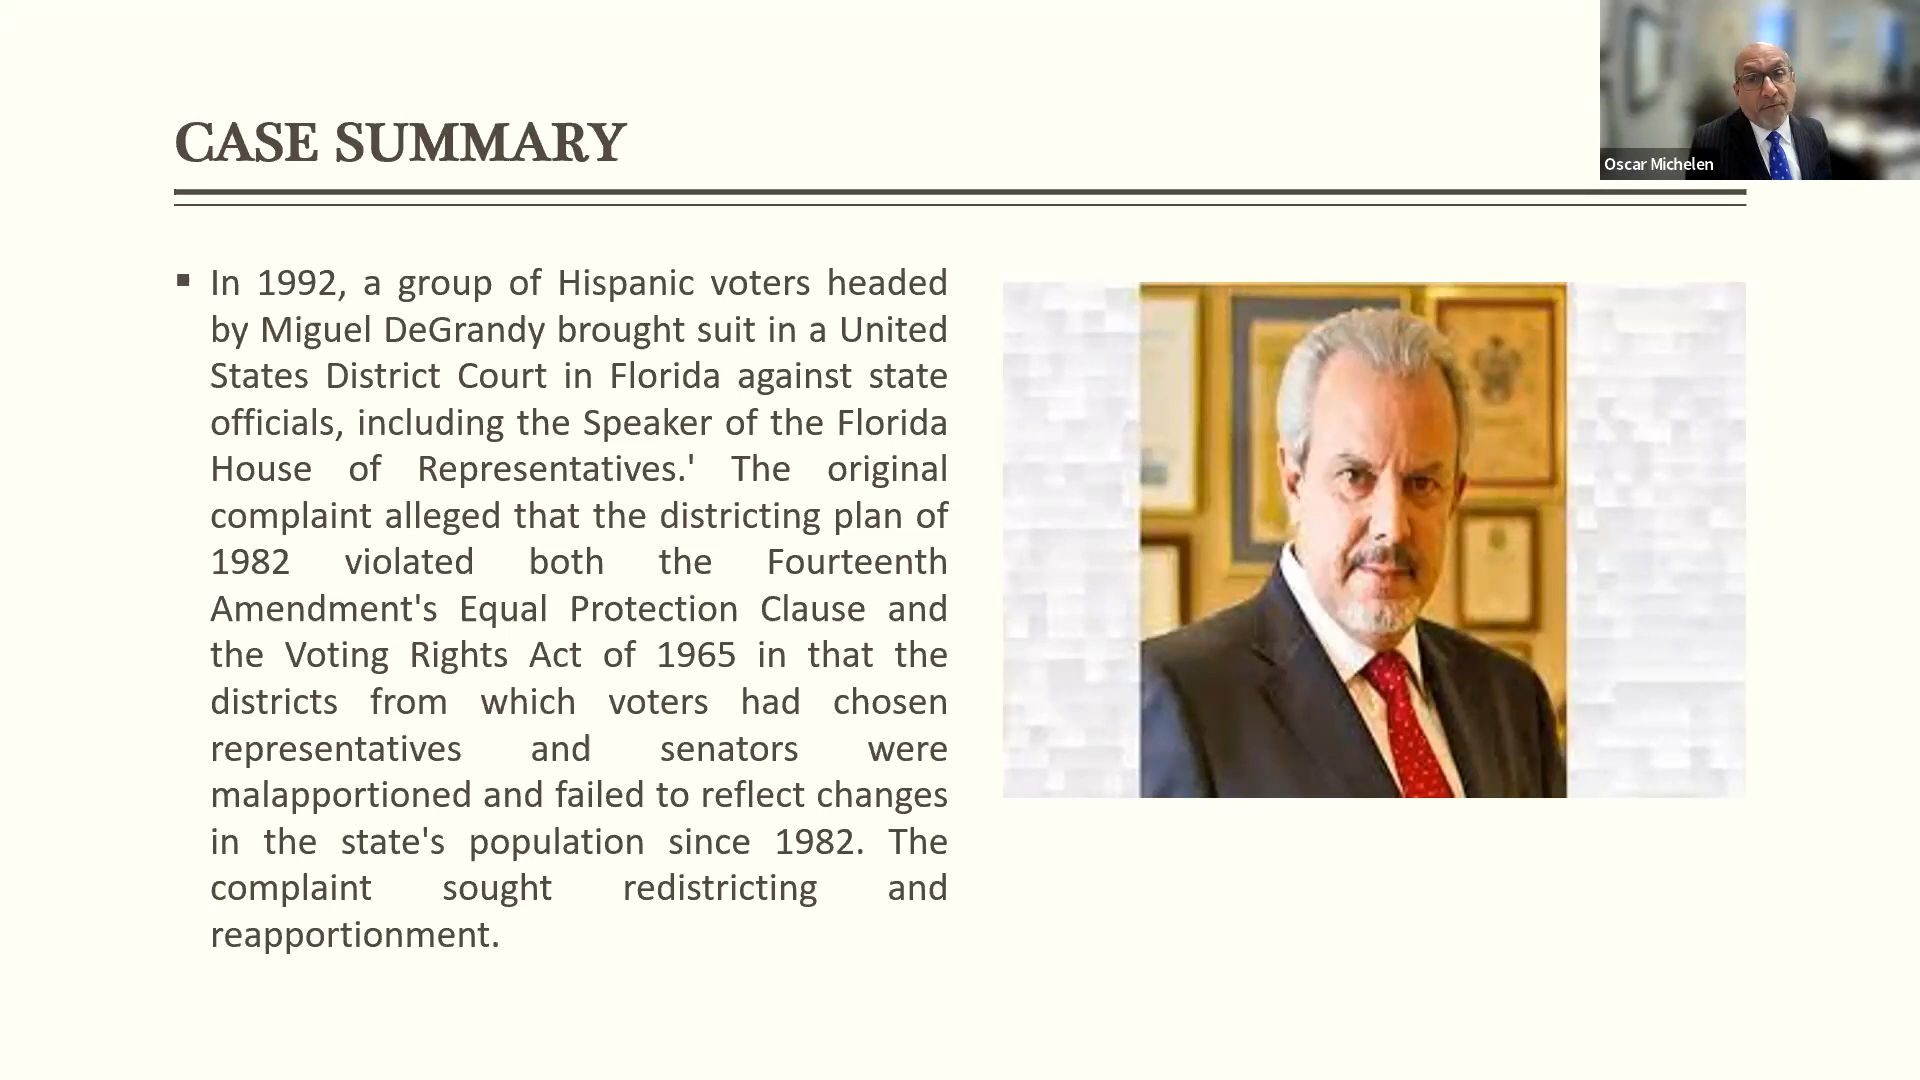 CASE SUMMARY
Oscar Michelen
▪ In 1992, a group of Hispanic voters headed
by Miguel DeGrandy brought suit in a United
States District Court in Florida against state
officials, including the Speaker of the Florida
House of Representatives.' The original
complaint alleged that the districting plan of
1982 violated both the Fourteenth
Amendment's Equal Protection Clause and
the Voting Rights Act of 1965 in that the
districts from which voters had chosen
representatives and senators were
malapportioned and failed to reflect changes
in the state's population since 1982. The
complaint sought redistricting and
reapportionment.